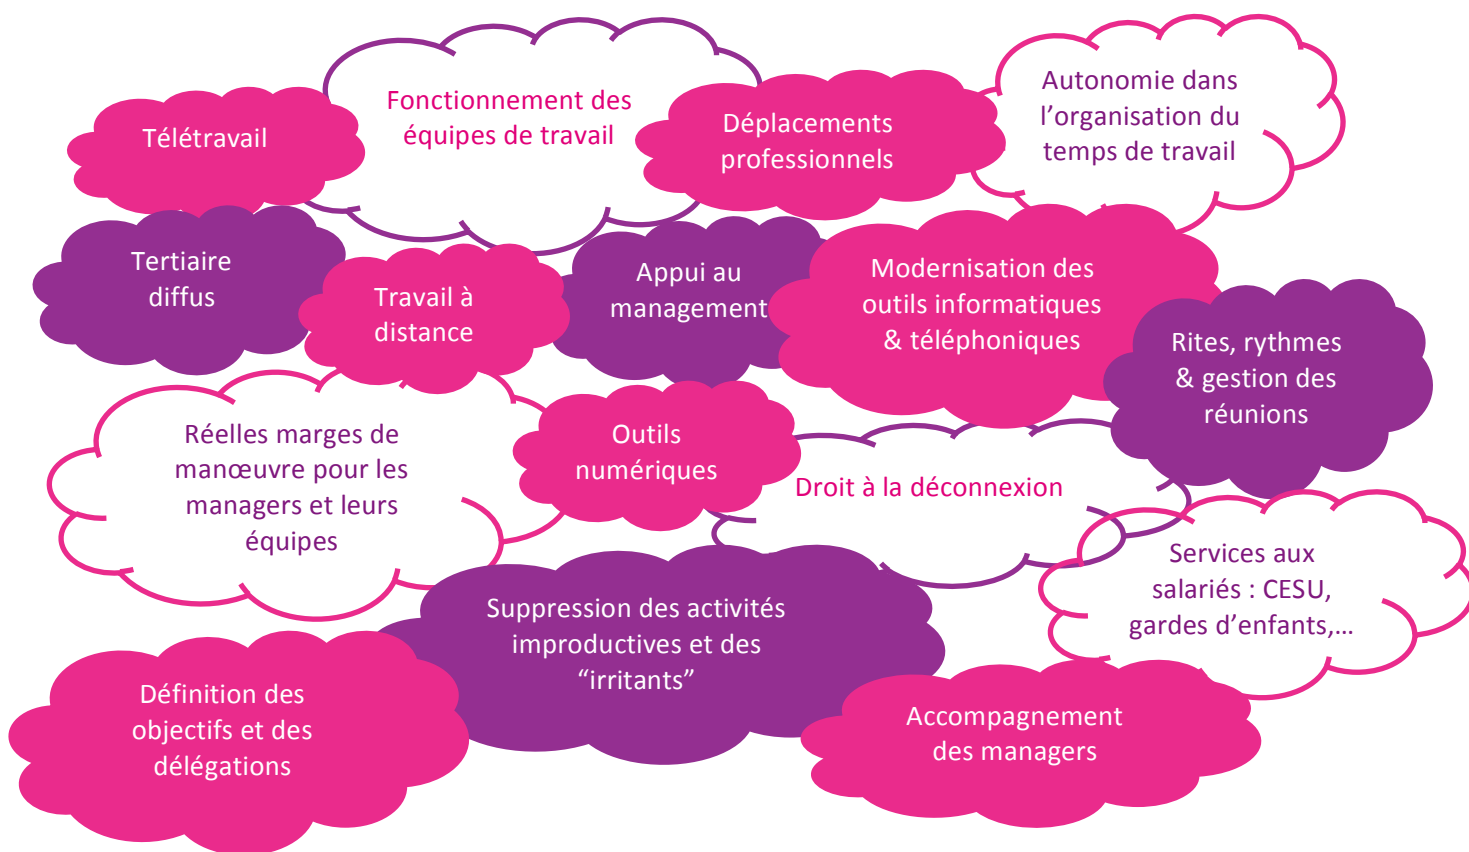 Télétravail
Fonctionnement des
équipes de travail
Déplacements
professionnels
Autonomie dans
l’organisation du
temps de travail
Tertiaire
diffus
Travail à
distance
Appui au
management
Modernisation des
outils informatiques
& téléphoniques
Rites, rythmes
& gestion des
réunions
Réelles marges de
manœuvre pour les
managers et leurs
équipes
Outils
numériques
Droit à la déconnexion
Services aux
salariés : CESU,
gardes d’enfants,…
Suppression des activités
improductives et des
“irritants”
Définition des
objectifs et des
délégations
Accompagnement
des managers